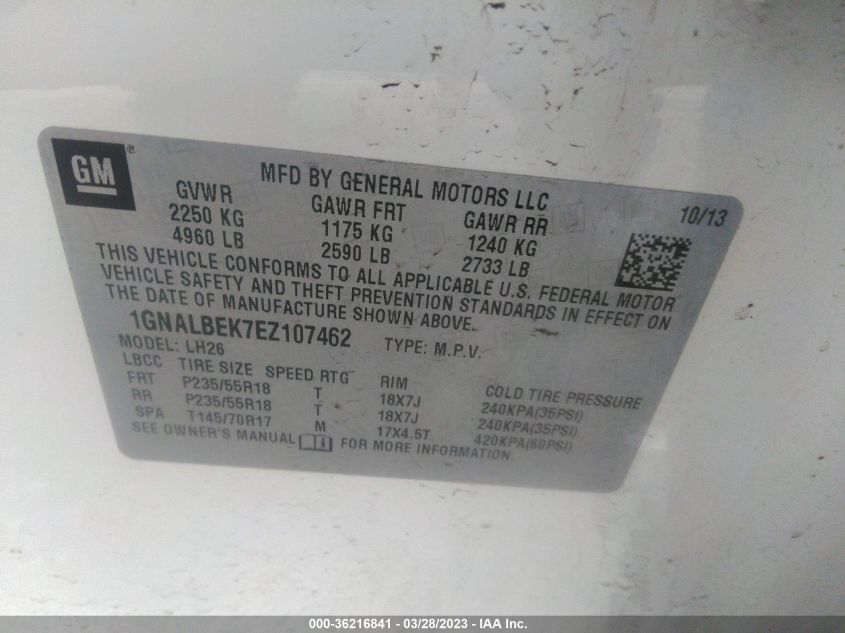 GM®
MFD BY GENERAL MOTORS LLC
10/13
GVWR GAWR FRT GAWR RR
2250 KG 1175 KG 1240 KG
4960 LB 2590 LB 2733 LB
THIS VEHICLE CONFORMS TO ALL APPLICABLE U.S. FEDERAL MOTOR
VEHICLE SAFETY AND THEFT PREVENTION STANDARDS IN EFFECT ON
THE DATE OF MANUFACTURE SHOWN ABOVE.
1GNALBEK7EZ107462 TYPE: M.P.V.
MODEL: LH26
LBCC TIRE SIZE SPEED RTG RIM COLD TIRE PRESSURE
FRT P235/55R18 T 18X7J 240KPA(35PSI)
RR P235/55R18 T 18X7J 240KPA(35PSI)
SPA T145/70R17 M 17X4.5T 420KPA(60PSI)
SEE OWNER'S MANUAL FOR MORE INFORMATION.
000-36216841 - 03/28/2023 - IAA Inc.